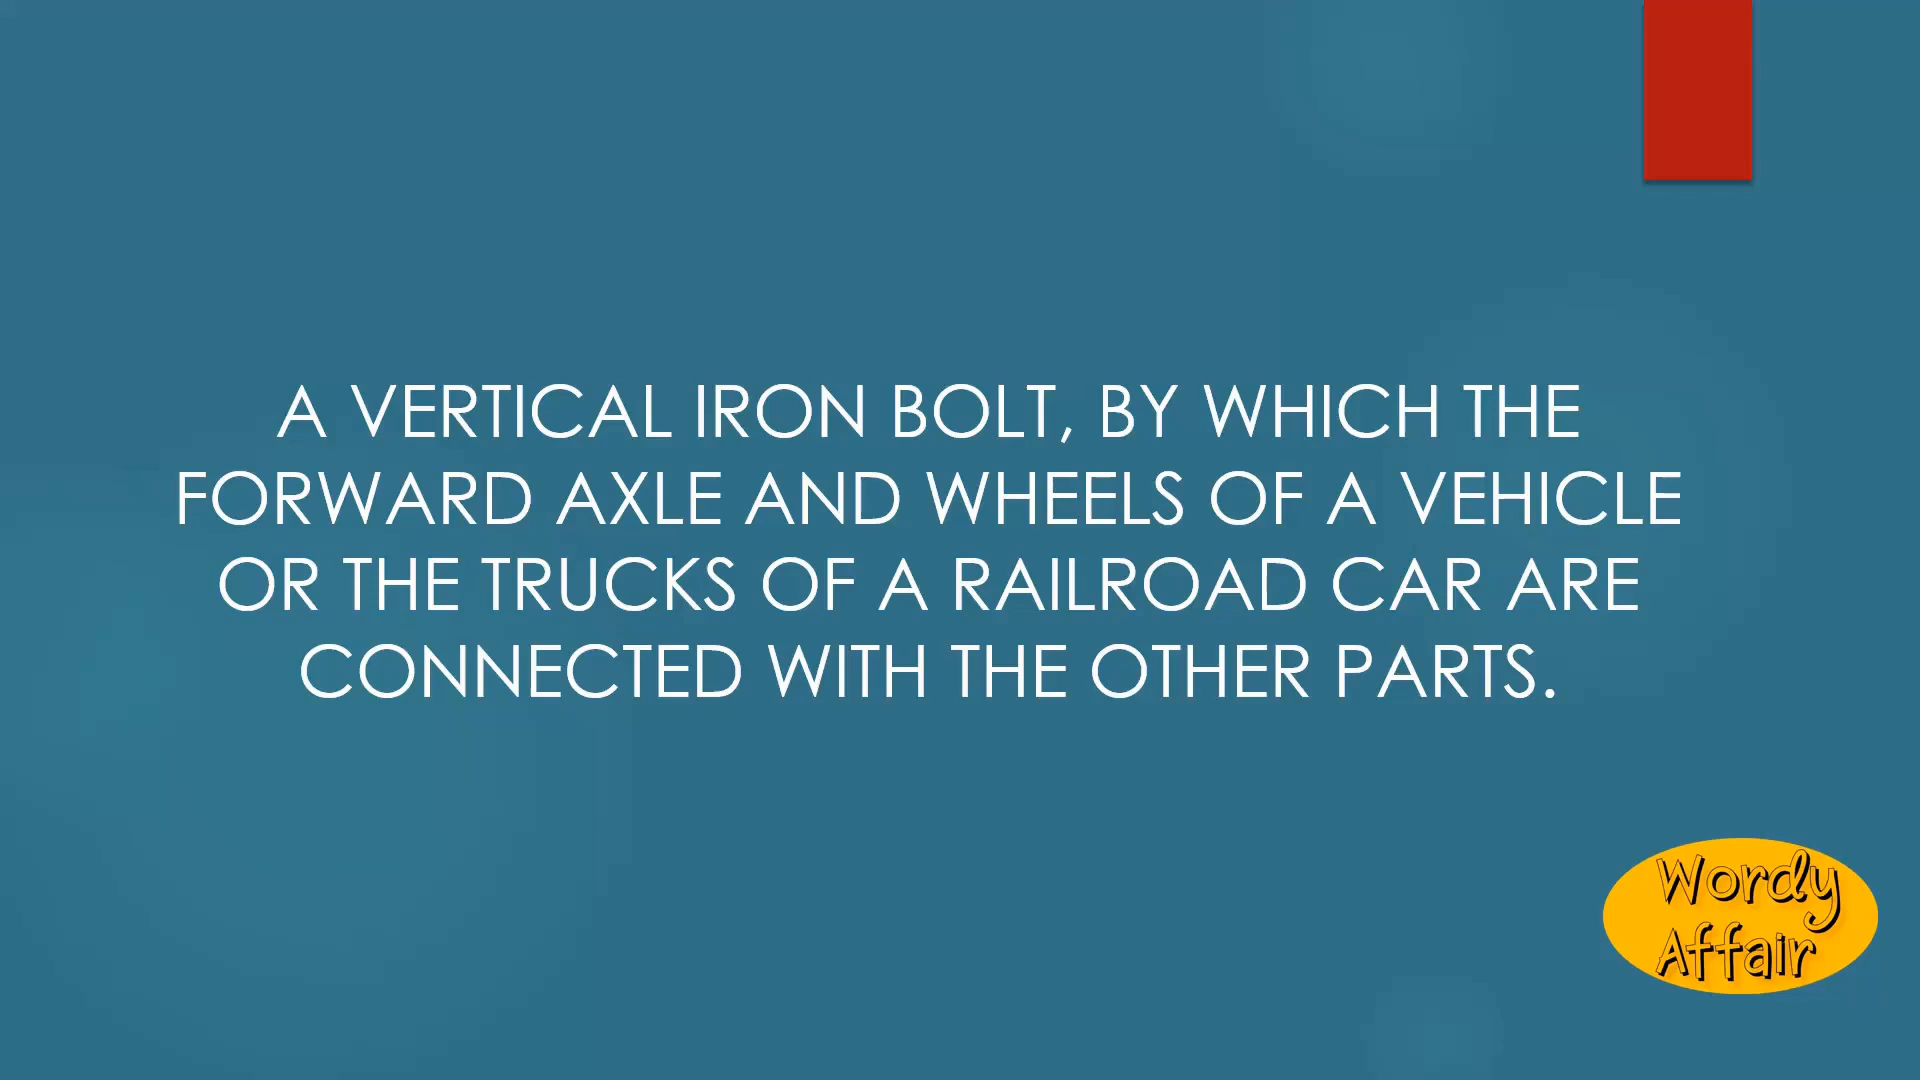 A VERTICAL IRON BOLT, BY WHICH THE
FORWARD AXLE AND WHEELS OF A VEHICLE
OR THE TRUCKS OF A RAILROAD CAR ARE
CONNECTED WITH THE OTHER PARTS.
Wordy
Affair